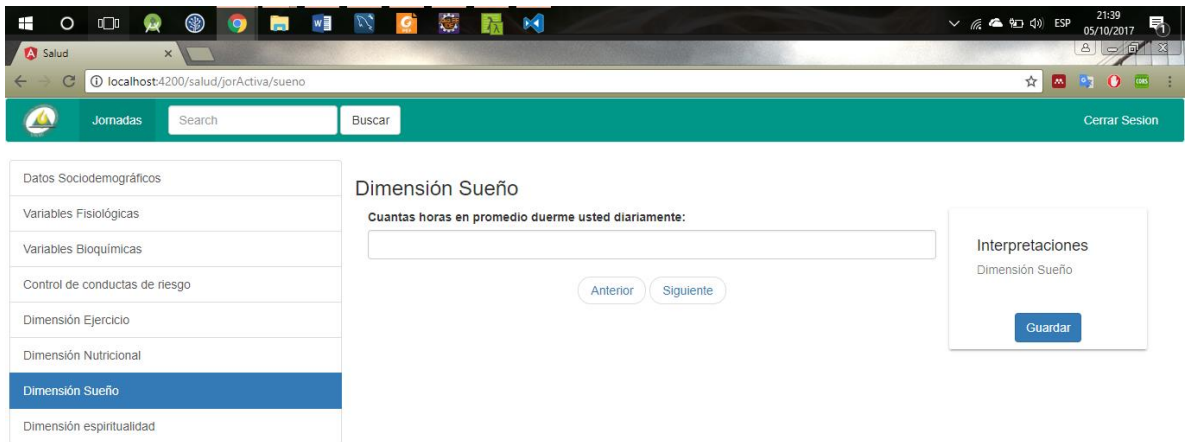 ESP
21:39
05/10/2017
Salud
localhost:4200/salud/jorActiva/sueno
Jornadas
Search
Buscar
Cerrar Sesion
Datos Sociodemográficos
Variables Fisiológicas
Variables Bioquímicas
Control de conductas de riesgo
Dimensión Ejercicio
Dimensión Nutricional
Dimensión Sueño
Dimensión espiritualidad
Dimensión Sueño
Cuantas horas en promedio duerme usted diariamente:
Anterior
Siguiente
Interpretaciones
Dimensión Sueño
Guardar